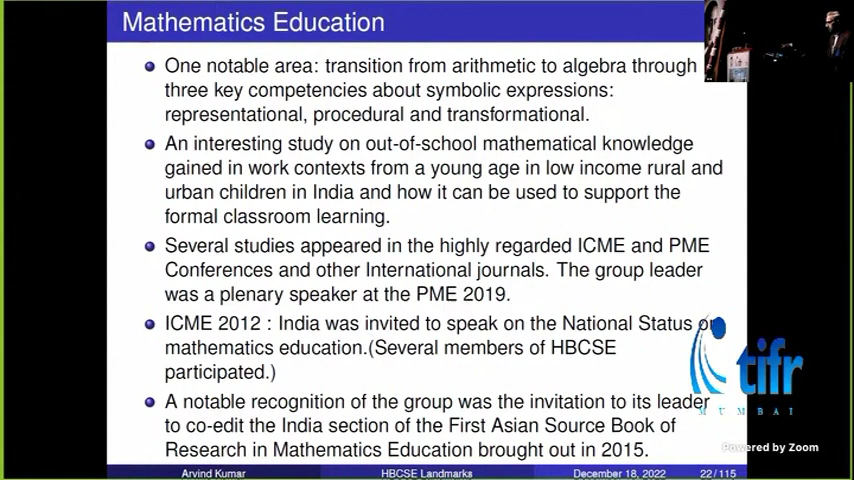 Mathematics Education
One notable area: transition from arithmetic to algebra through
three key competencies about symbolic expressions:
representational, procedural and transformational.
An interesting study on out-of-school mathematical knowledge
gained in work contexts from a young age in low income rural and
urban children in India and how it can be used to support the
formal classroom learning.
Several studies appeared in the highly regarded ICME and PME
Conferences and other International journals. The group leader
was a plenary speaker at the PME 2019.
ICME 2012 : India was invited to speak on the National Status on
mathematics education.(Several members of HBCSE
participated.)
A notable recognition of the group was the invitation to its leader
to co-edit the India section of the First Asian Source Book of
Research in Mathematics Education brought out in 2015.
tifr
MUMBAI
Powered by Zoom
Arvind Kumar HBCSE Landmarks December 18, 2022 22/115